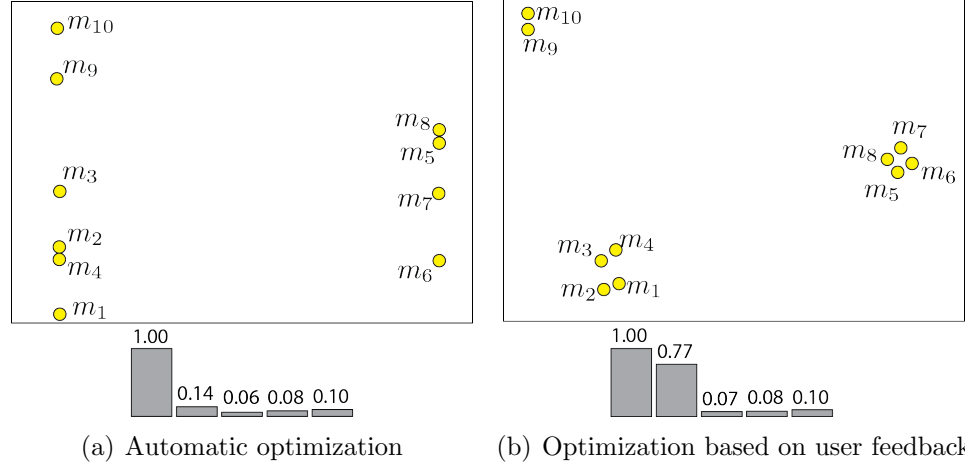 m10
m9
m3
m2
m4
m1
m8
m5
m7
m6
1.00
0.14
0.06
0.08
0.10
(a) Automatic optimization
m10
m9
m7
m8
m6
m5
m3
m4
m2
m1
1.00
0.77
0.07
0.08
0.10
(b) Optimization based on user feedback